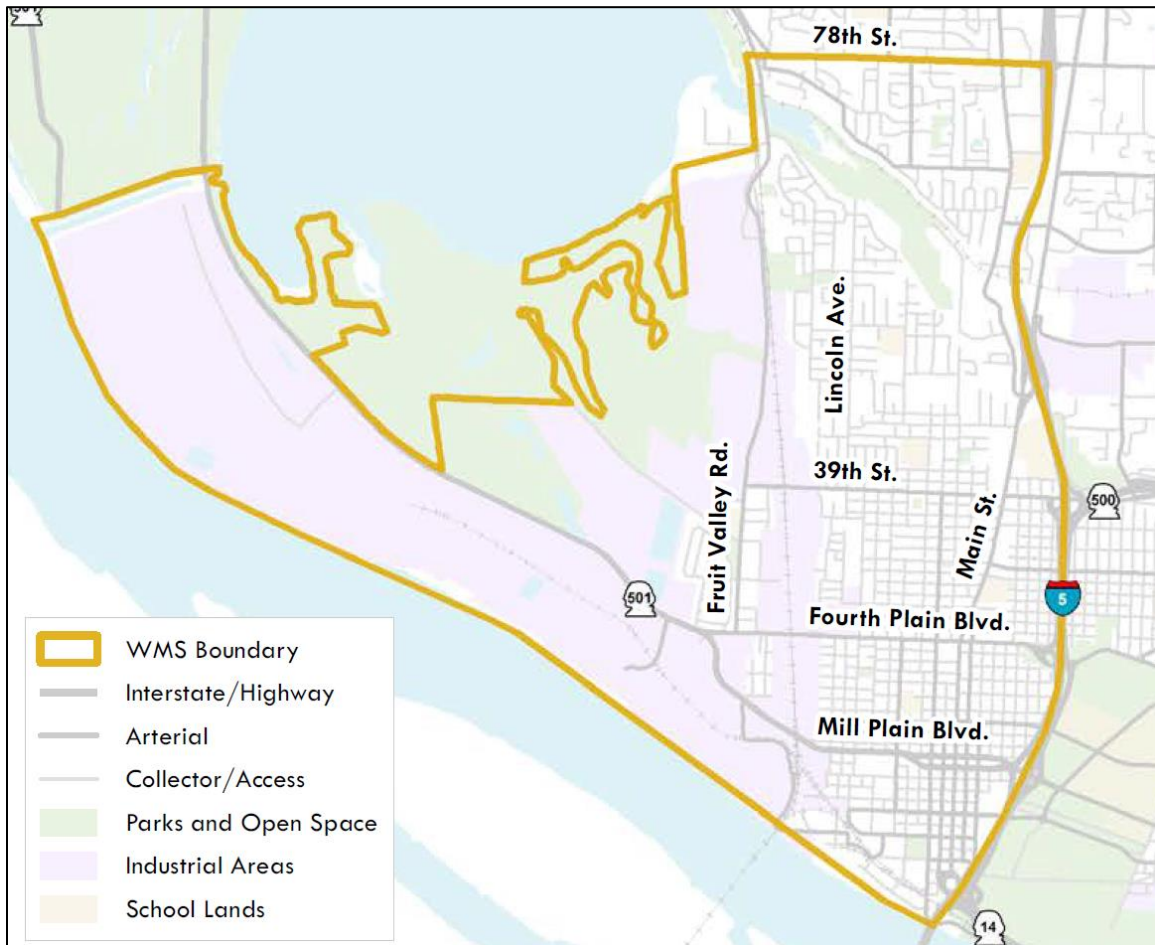 501
78th St.
Lincoln Ave.
39th St.
500
Fruit Valley Rd.
Main St.
5
501
Fourth Plain Blvd.
Mill Plain Blvd.
14
WMS Boundary
Interstate/Highway
Arterial
Collector/Access
Parks and Open Space
Industrial Areas
School Lands